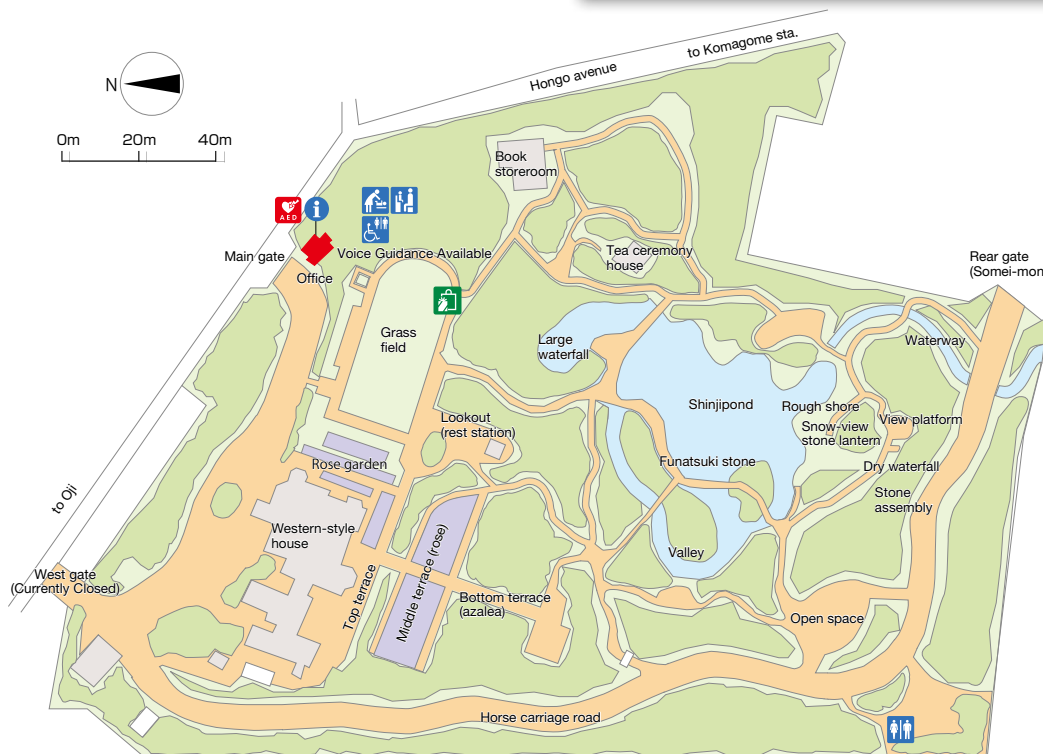 to Komagome sta.
Hongo avenue
N
0m 20m 40m
Book
storeroom
AED
i
Main gate
Voice Guidance Available
Office
Tea ceremony
house
Rear gate
(Somei-mon
Grass
field
Large
waterfall
Waterway
Shinjipond
Rough shore
Snow-view
stone lantern
View platform
Lookout
(rest station)
Rose garden
Funatsuki stone
Dry waterfall
Stone
assembly
to Oji
Western-style
house
Valley
West gate
(Currently Closed)
Top terrace
Middle terrace (rose)
Bottom terrace
(azalea)
Open space
Horse carriage road